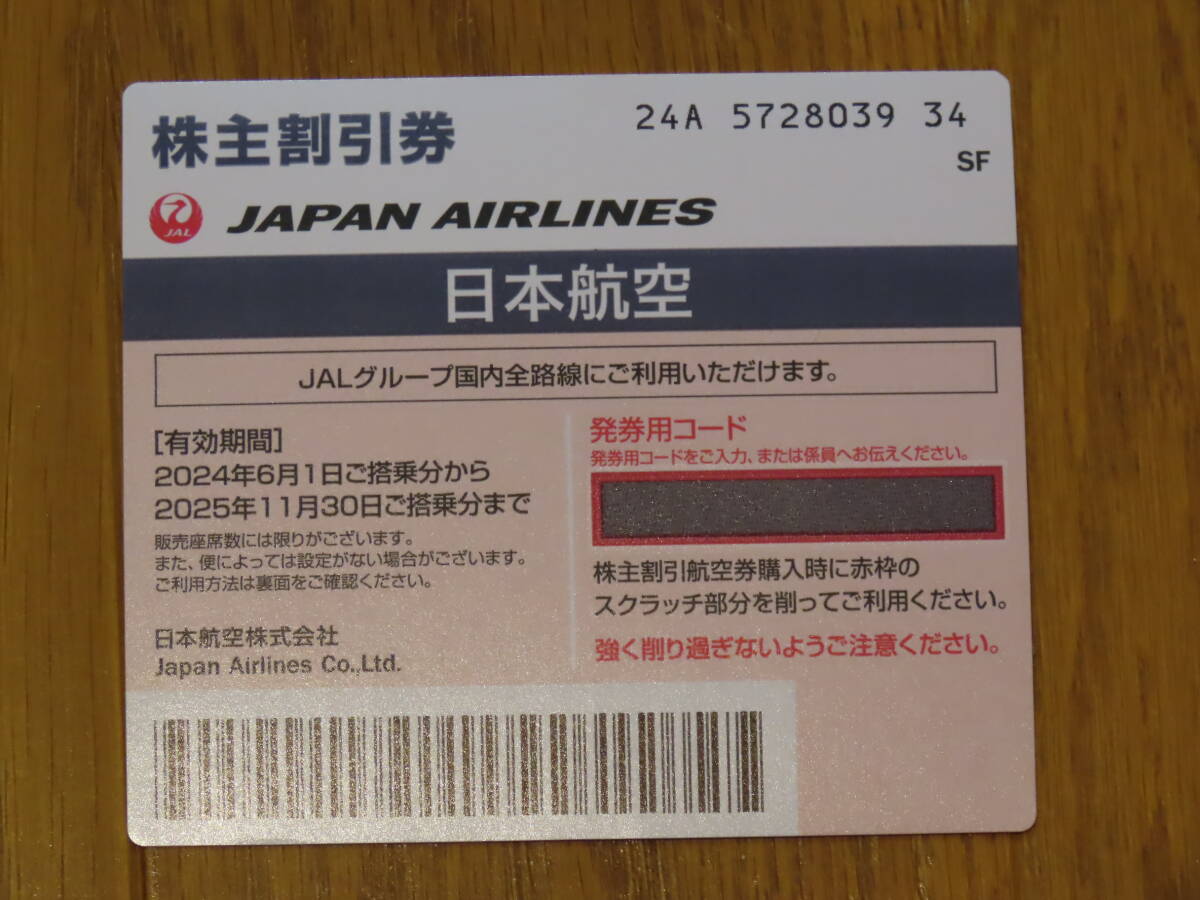 株主割引券
24A 5728039 34
SF
JAL
JAPAN AIRLINES
日本航空
JALグループ国内全路線にご利用いただけます。
[有効期間]
2024年6月1日ご搭乗分から
2025年11月30日ご搭乗分まで
販売座席数には限りがございます。
また、便によっては設定がない場合がございます。
ご利用方法は裏面をご確認ください。
日本航空株式会社
Japan Airlines Co.,Ltd.
発券用コード
発券用コードをご入力、または係員へお伝えください。
株主割引航空券購入時に赤枠の
スクラッチ部分を削ってご利用ください。
強く削り過ぎないようご注意ください。